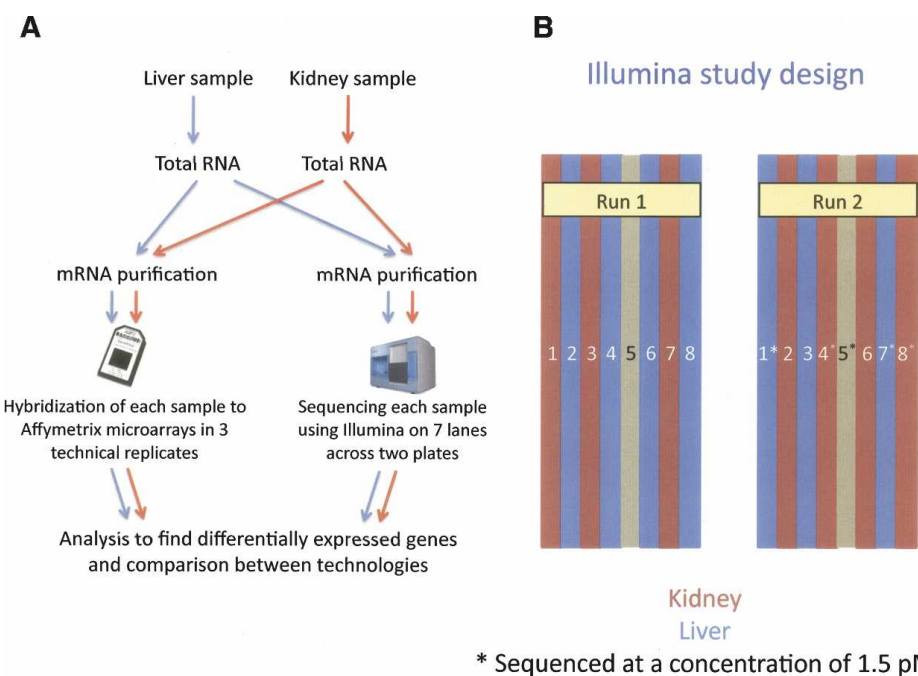 A
Liver sample
Kidney sample
Total RNA
Total RNA
mRNA purification
mRNA purification
Hybridization of each sample to
Affymetrix microarrays in 3
technical replicates
Sequencing each sample
using Illumina on 7 lanes
across two plates
Analysis to find differentially expressed genes
and comparison between technologies
B
Illumina study design
Run 1
Run 2
1 2 3 4 5 6 7 8
1* 2 3 4* 5* 6 7* 8*
Kidney
Liver
* Sequenced at a concentration of 1.5